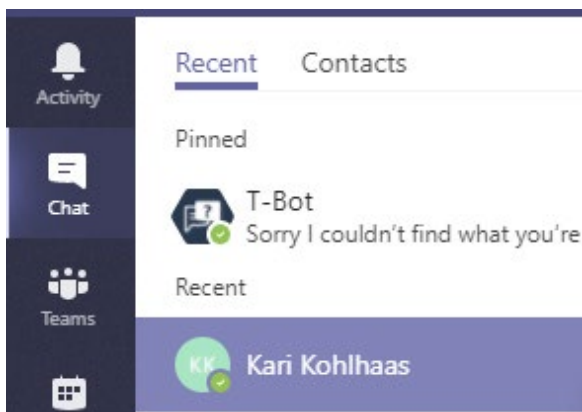 Activity
Chat
Teams
Recent Contacts
Pinned
T-Bot
Sorry I couldn't find what you're
Recent
KK Kari Kohlhaas